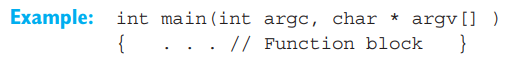 Example: int main(int argc, char * argv[] )
{ . . . // Function block }